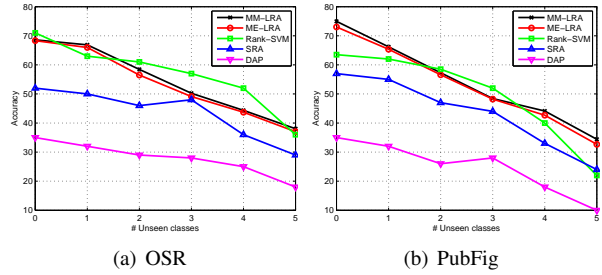 80
70
60
50
40
30
20
10
0 1 2 3 4 5
Accuracy
# Unseen classes
MM−LRA
ME−LRA
Rank−SVM
SRA
DAP
(a) OSR
80
70
60
50
40
30
20
10
0 1 2 3 4 5
Accuracy
# Unseen classes
MM−LRA
ME−LRA
Rank−SVM
SRA
DAP
(b) PubFig